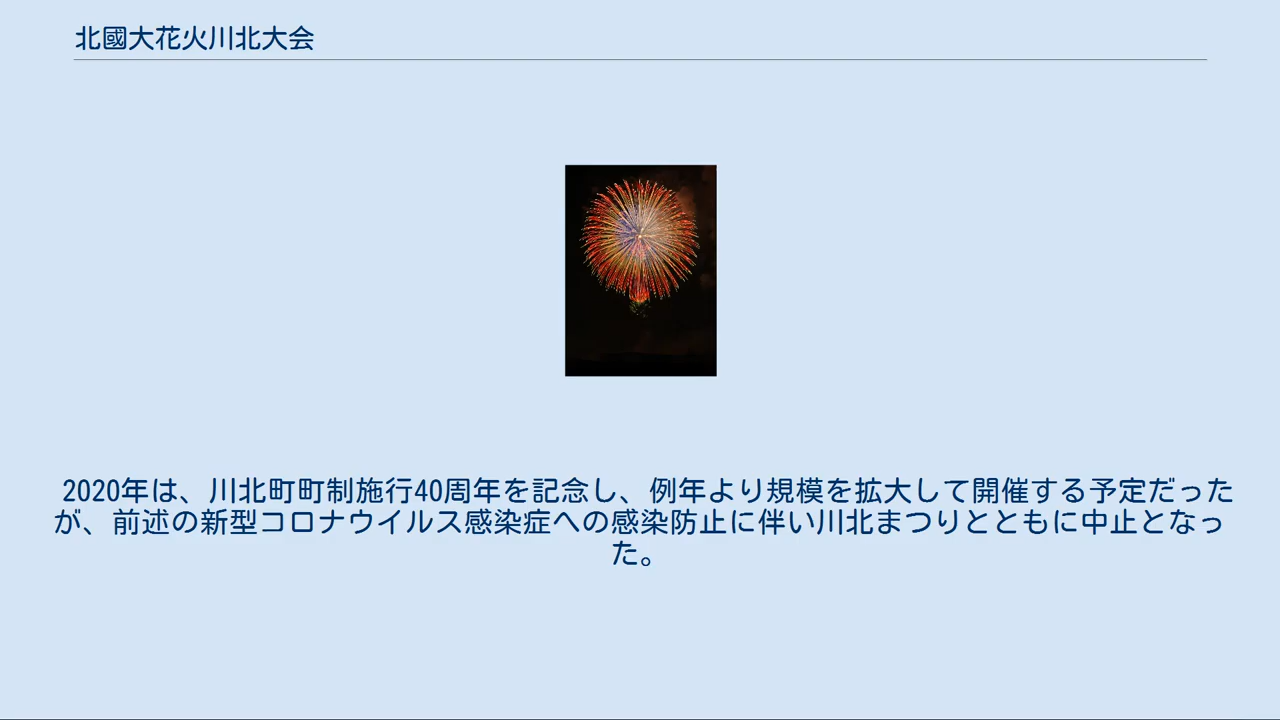 北國大花火川北大会
2020年は、川北町町制施行40周年を記念し、例年より規模を拡大して開催する予定だった
が、前述の新型コロナウイルス感染症への感染防止に伴い川北まつりとともに中止となっ
た。